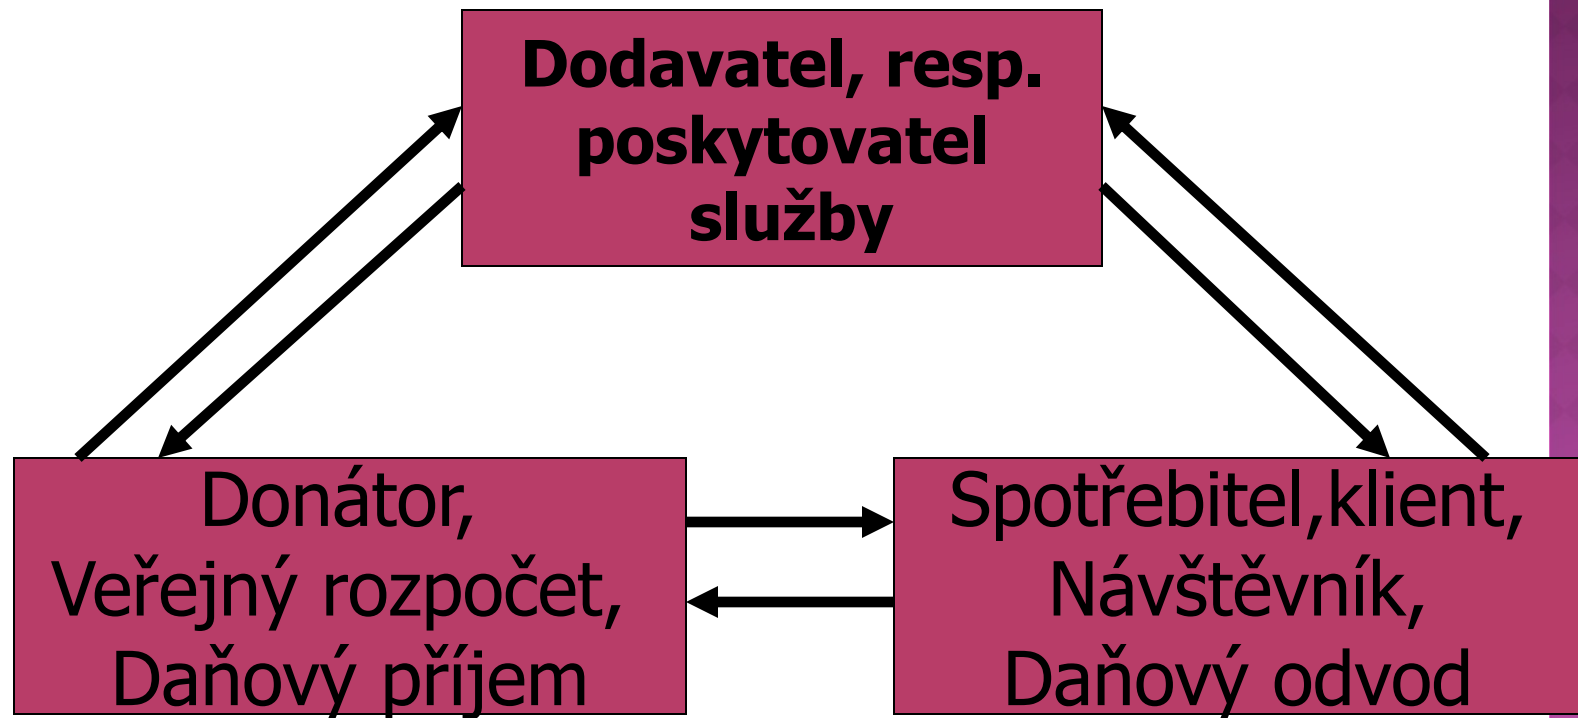 Dodavatel, resp.
poskytovatel
služby
Donátor,
Veřejný rozpočet,
Daňový příjem
Spotřebitel,klient,
Návštěvník,
Daňový odvod